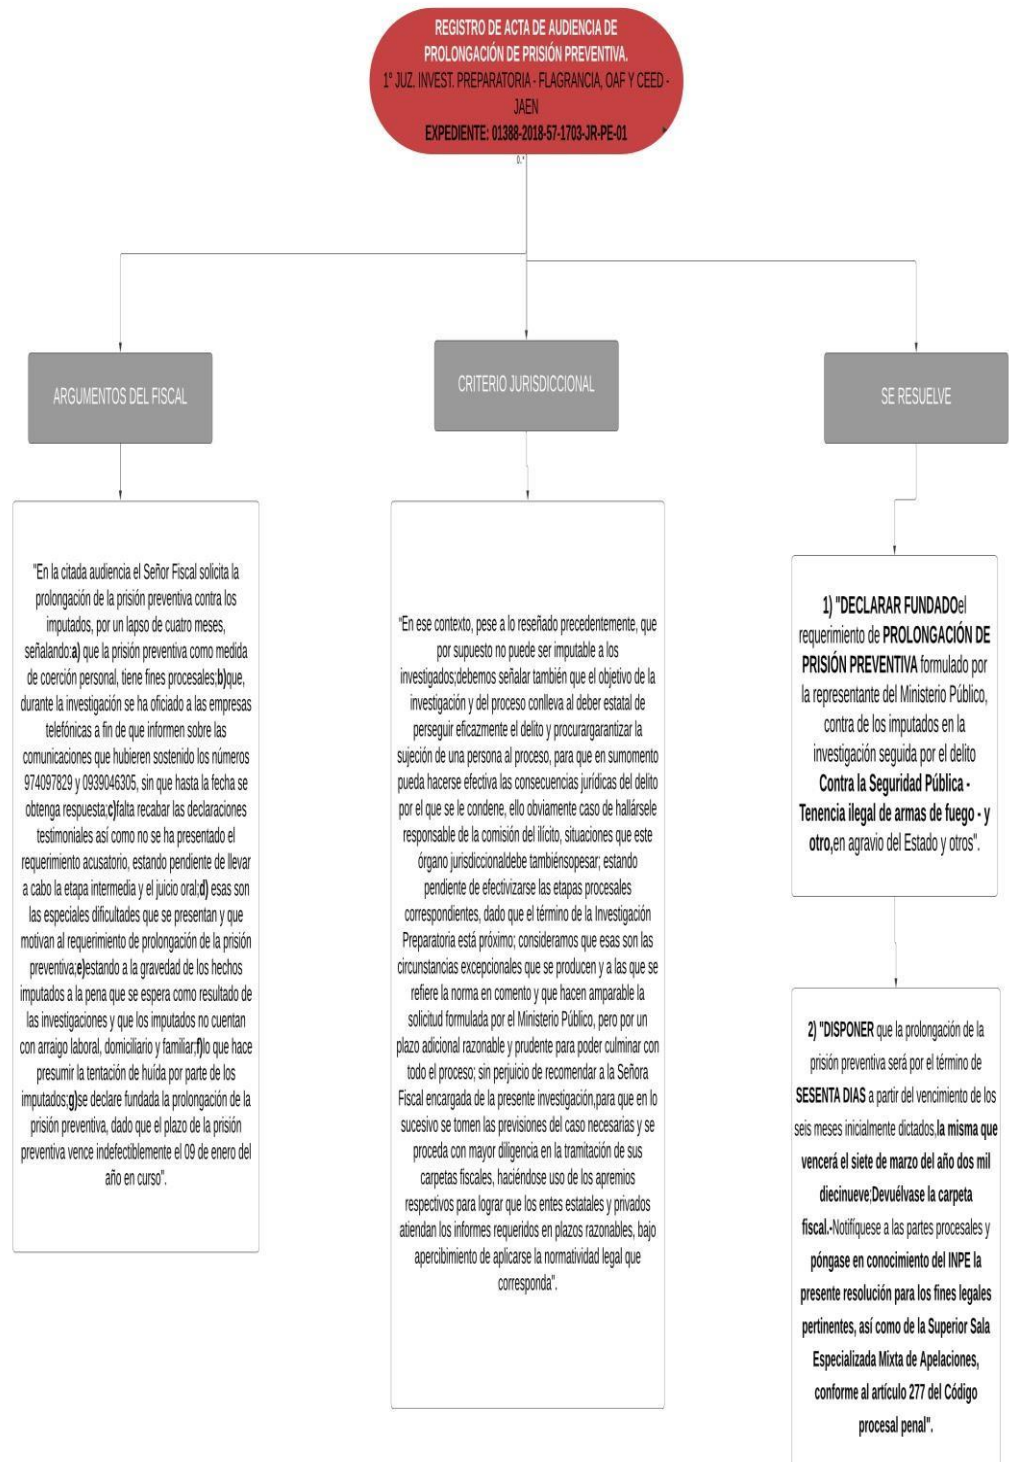 REGISTRO DE ACTA DE AUDIENCIA DE
PROLONGACIÓN DE PRISIÓN PREVENTIVA.
1° JUZ. INVEST. PREPARATORIA - FLAGRANCIA, OAF Y CEED -
JAEN
EXPEDIENTE: 01388-2018-57-1703-JR-PE-01
ARGUMENTOS DEL FISCAL
"En la citada audiencia el Señor Fiscal solicita la
prolongación de la prisión preventiva contra los
imputados, por un lapso de cuatro meses,
señalando:a) que la prisión preventiva como medida
de coerción personal, tiene fines procesales;b)que,
durante la investigación se ha oficiado a las empresas
telefónicas a fin de que informen sobre las
comunicaciones que hubieren sostenido los números
974097829 y 0939046305, sin que hasta la fecha se
obtenga respuesta;c)falta recabar las declaraciones
testimoniales así como no se ha presentado el
requerimiento acusatorio, estando pendiente de llevar
a cabo la etapa intermedia y el juicio oral;d) esas son
las especiales dificultades que se presentan y que
motivan al requerimiento de prolongación de la prisión
preventiva;e)estando a la gravedad de los hechos
imputados a la pena que se espera como resultado de
las investigaciones y que los imputados no cuentan
con arraigo laboral, domiciliario y familiar;f)lo que hace
presumir la tentación de huída por parte de los
imputados;g)se declare fundada la prolongación de la
prisión preventiva, dado que el plazo de la prisión
preventiva vence indefectiblemente el 09 de enero del
año en curso".
CRITERIO JURISDICCIONAL
"En ese contexto, pese a lo reseñado precedentemente, que
por supuesto no puede ser imputable a los
investigados;debemos señalar también que el objetivo de la
investigación y del proceso conlleva al deber estatal de
perseguir eficazmente el delito y procurargarantizar la
sujeción de una persona al proceso, para que en sumomento
pueda hacerse efectiva las consecuencias jurídicas del delito
por el que se le condene, ello obviamente caso de hallársele
responsable de la comisión del ilícito, situaciones que este
órgano jurisdiccionaldebe tambiénsopesar; estando
pendiente de efectivizarse las etapas procesales
correspondientes, dado que el término de la Investigación
Preparatoria está próximo; consideramos que esas son las
circunstancias excepcionales que se producen y a las que se
refiere la norma en comento y que hacen amparable la
solicitud formulada por el Ministerio Público, pero por un
plazo adicional razonable y prudente para poder culminar con
todo el proceso; sin perjuicio de recomendar a la Señora
Fiscal encargada de la presente investigación,para que en lo
sucesivo se tomen las previsiones del caso necesarias y se
proceda con mayor diligencia en la tramitación de sus
carpetas fiscales, haciéndose uso de los apremios
respectivos para lograr que los entes estatales y privados
atiendan los informes requeridos en plazos razonables, bajo
apercibimiento de aplicarse la normatividad legal que
corresponda".
SE RESUELVE
1) "DECLARAR FUNDADOel
requerimiento de PROLONGACIÓN DE
PRISIÓN PREVENTIVA formulado por
la representante del Ministerio Público,
contra de los imputados en la
investigación seguida por el delito
Contra la Seguridad Pública -
Tenencia ilegal de armas de fuego - y
otro,en agravio del Estado y otros".
2) "DISPONER que la prolongación de la
prisión preventiva será por el término de
SESENTA DIAS a partir del vencimiento de los
seis meses inicialmente dictados,la misma que
vencerá el siete de marzo del año dos mil
diecinueve;Devuélvase la carpeta
fiscal.-Notifíquese a las partes procesales y
póngase en conocimiento del INPE la
presente resolución para los fines legales
pertinentes, así como de la Superior Sala
Especializada Mixta de Apelaciones,
conforme al artículo 277 del Código
procesal penal".